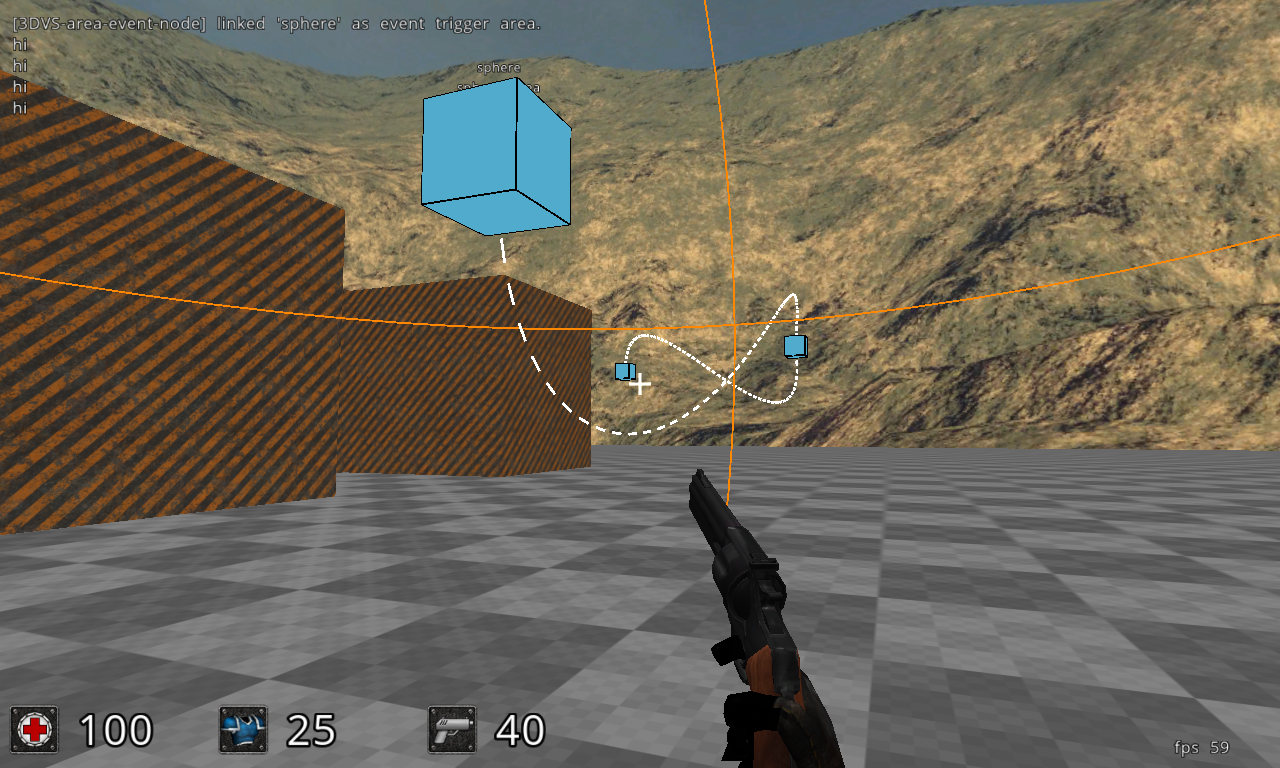 [3DVS-area-event-node] linked 'sphere' as event trigger area.
hi
hi
hi
hi
sphere
100
25
40
fps 59